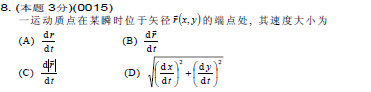 8. (本题 3分)(0015)
一运动质点在某瞬时位于矢径 r⃗(x,y) 的端点处, 其速度大小为
(A) dr/dt (B) dr⃗/dt
(C) d|r⃗|/dt (D) √((dx/dt)² + (dy/dt)²)